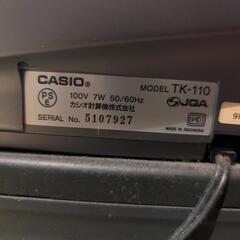 CASIO® MODEL TK-110
PS E 100V 7W 50/60Hz
カシオ計算機株式会社 JQA
SERIAL No. 5107927
MADE IN INDONESIA